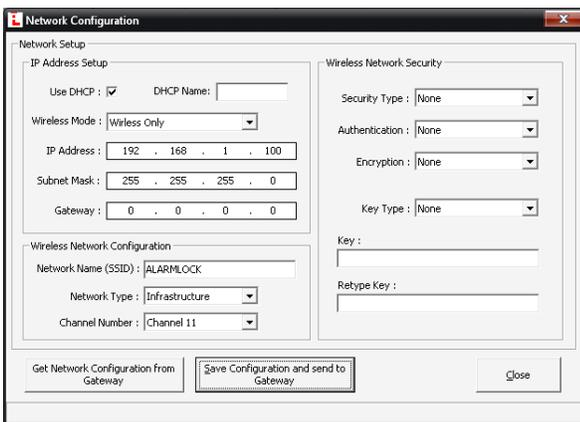 Network Configuration
Network Setup
IP Address Setup
Use DHCP :
DHCP Name:
Wireless Mode : Wirless Only
IP Address : 192 . 168 . 1 . 100
Subnet Mask : 255 . 255 . 255 . 0
Gateway : 0 . 0 . 0 . 0
Wireless Network Configuration
Network Name (SSID) : ALARMLOCK
Network Type : Infrastructure
Channel Number : Channel 11
Wireless Network Security
Security Type : None
Authentication : None
Encryption : None
Key Type : None
Key :
Retype Key :
Get Network Configuration from
Gateway
Save Configuration and send to
Gateway
Close